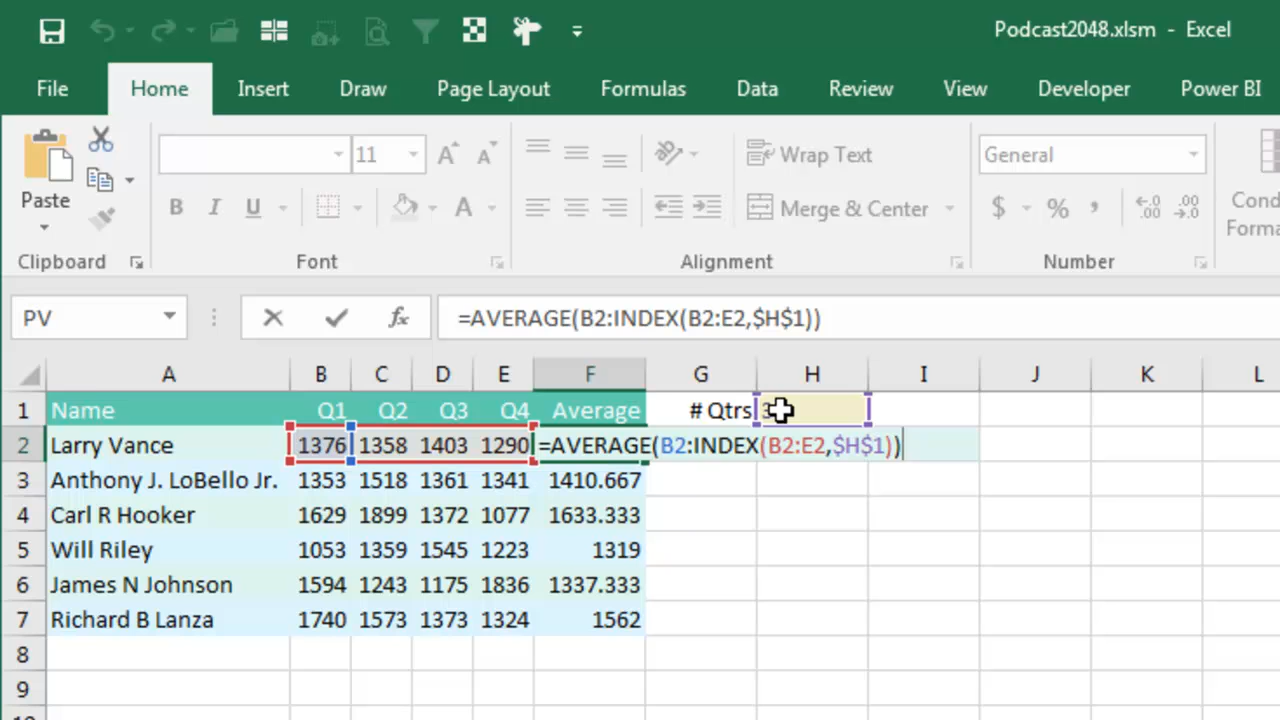 Podcast2048.xlsm - Excel
File Home Insert Draw Page Layout Formulas Data Review View Developer Power BI
11 A A Wrap Text General
Paste B I U A Merge & Center $ % , .00 .00
Clipboard Font Alignment Number
PV fx =AVERAGE(B2:INDEX(B2:E2,$H$1))
A B C D E F G H I J K L
1 Name Q1 Q2 Q3 Q4 Average # Qtrs
2 Larry Vance 1376 1358 1403 1290 =AVERAGE(B2:INDEX(B2:E2,$H$1))
3 Anthony J. LoBello Jr. 1353 1518 1361 1341 1410.667
4 Carl R Hooker 1629 1899 1372 1077 1633.333
5 Will Riley 1053 1359 1545 1223 1319
6 James N Johnson 1594 1243 1175 1836 1337.333
7 Richard B Lanza 1740 1573 1373 1324 1562
8
9